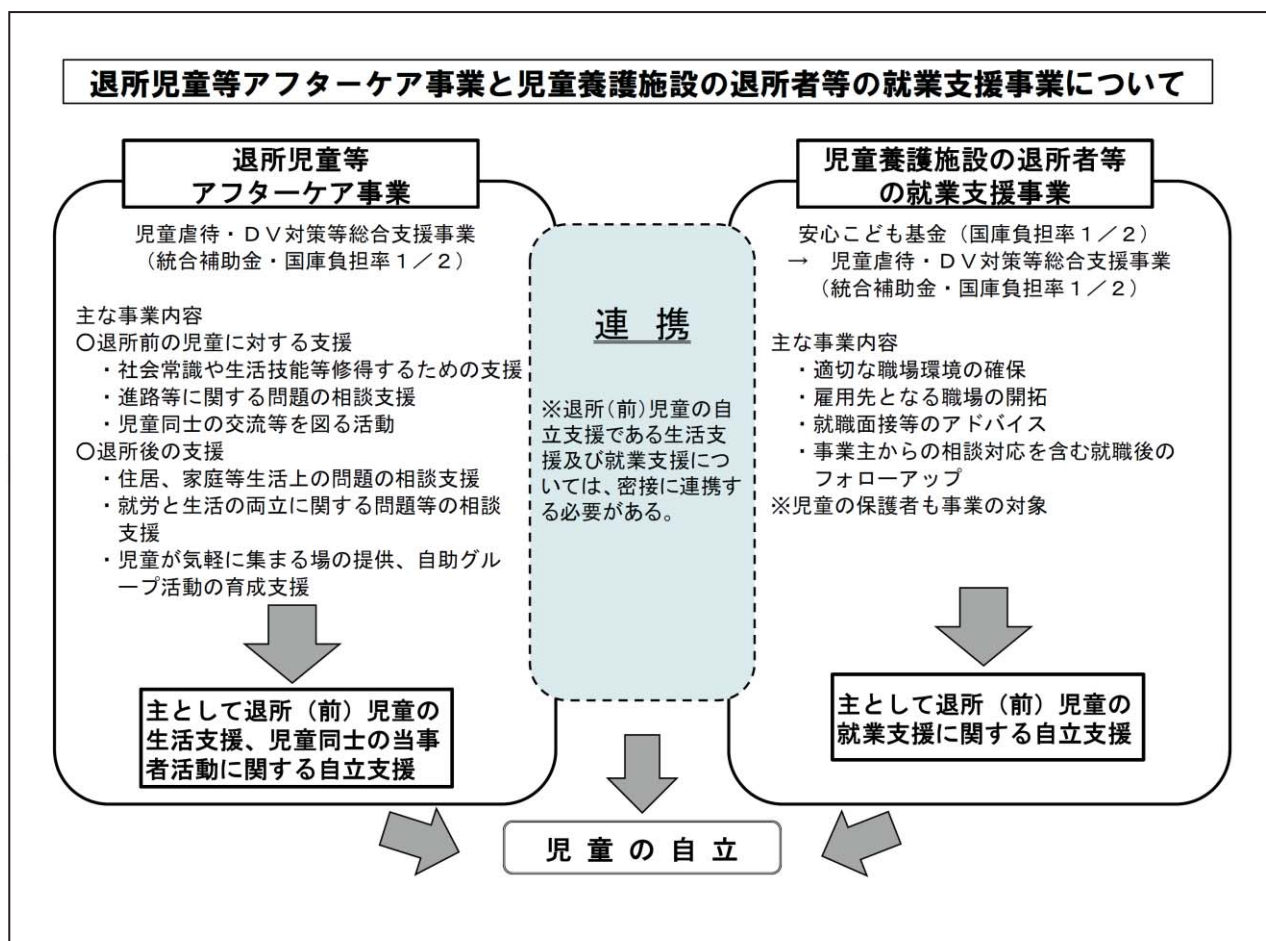 退所児童等アフターケア事業と児童養護施設の退所者等の就業支援事業について
退所児童等
アフターケア事業
児童虐待・DV対策等総合支援事業
(統合補助金・国庫負担率1/2)
主な事業内容
○退所前の児童に対する支援
・社会常識や生活技能等修得するための支援
・進路等に関する問題の相談支援
・児童同士の交流等を図る活動
○退所後の支援
・住居、家庭等生活上の問題の相談支援
・就労と生活の両立に関する問題等の相談
支援
・児童が気軽に集まる場の提供、自助グル
ープ活動の育成支援
主として退所(前)児童の
生活支援、児童同士の当事
者活動に関する自立支援
連 携
※退所(前)児童の自
立支援である生活支
援及び就業支援につ
いては、密接に連携す
る必要がある。
児童養護施設の退所者等
の就業支援事業
安心こども基金(国庫負担率1/2)
→ 児童虐待・DV対策等総合支援事業
(統合補助金・国庫負担率1/2)
主な事業内容
・適切な職場環境の確保
・雇用先となる職場の開拓
・就職面接等のアドバイス
・事業主からの相談対応を含む就職後の
フォローアップ
※児童の保護者も事業の対象
主として退所(前)児童の
就業支援に関する自立支援
児 童 の 自 立